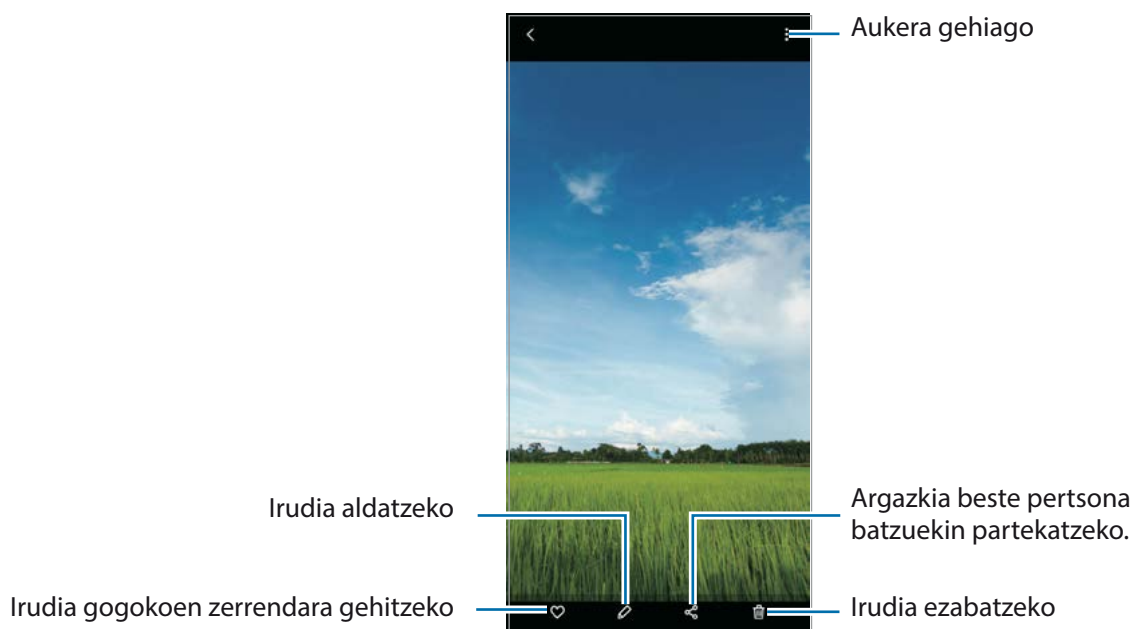 Aukera gehiago
Irudia aldatzeko
Argazkia beste pertsona
batzuekin partekatzeko.
Irudia gogokoen zerrendara gehitzeko
Irudia ezabatzeko